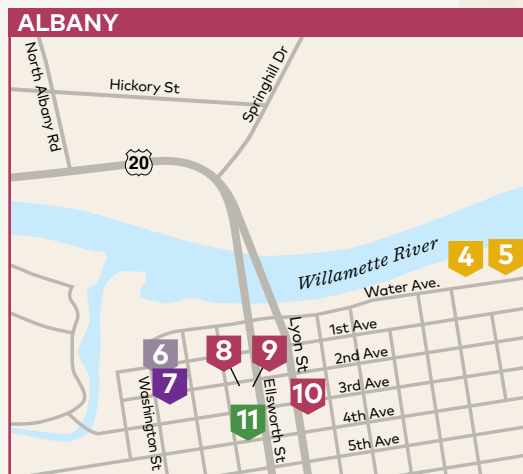 ALBANY
North Albany Rd
Hickory St
Springhill Dr
20
Willamette River
4
5
Water Ave.
1st Ave
Lyon St
2nd Ave
6
8
9
7
3rd Ave
10
Washington St
Ellsworth St
4th Ave
11
5th Ave